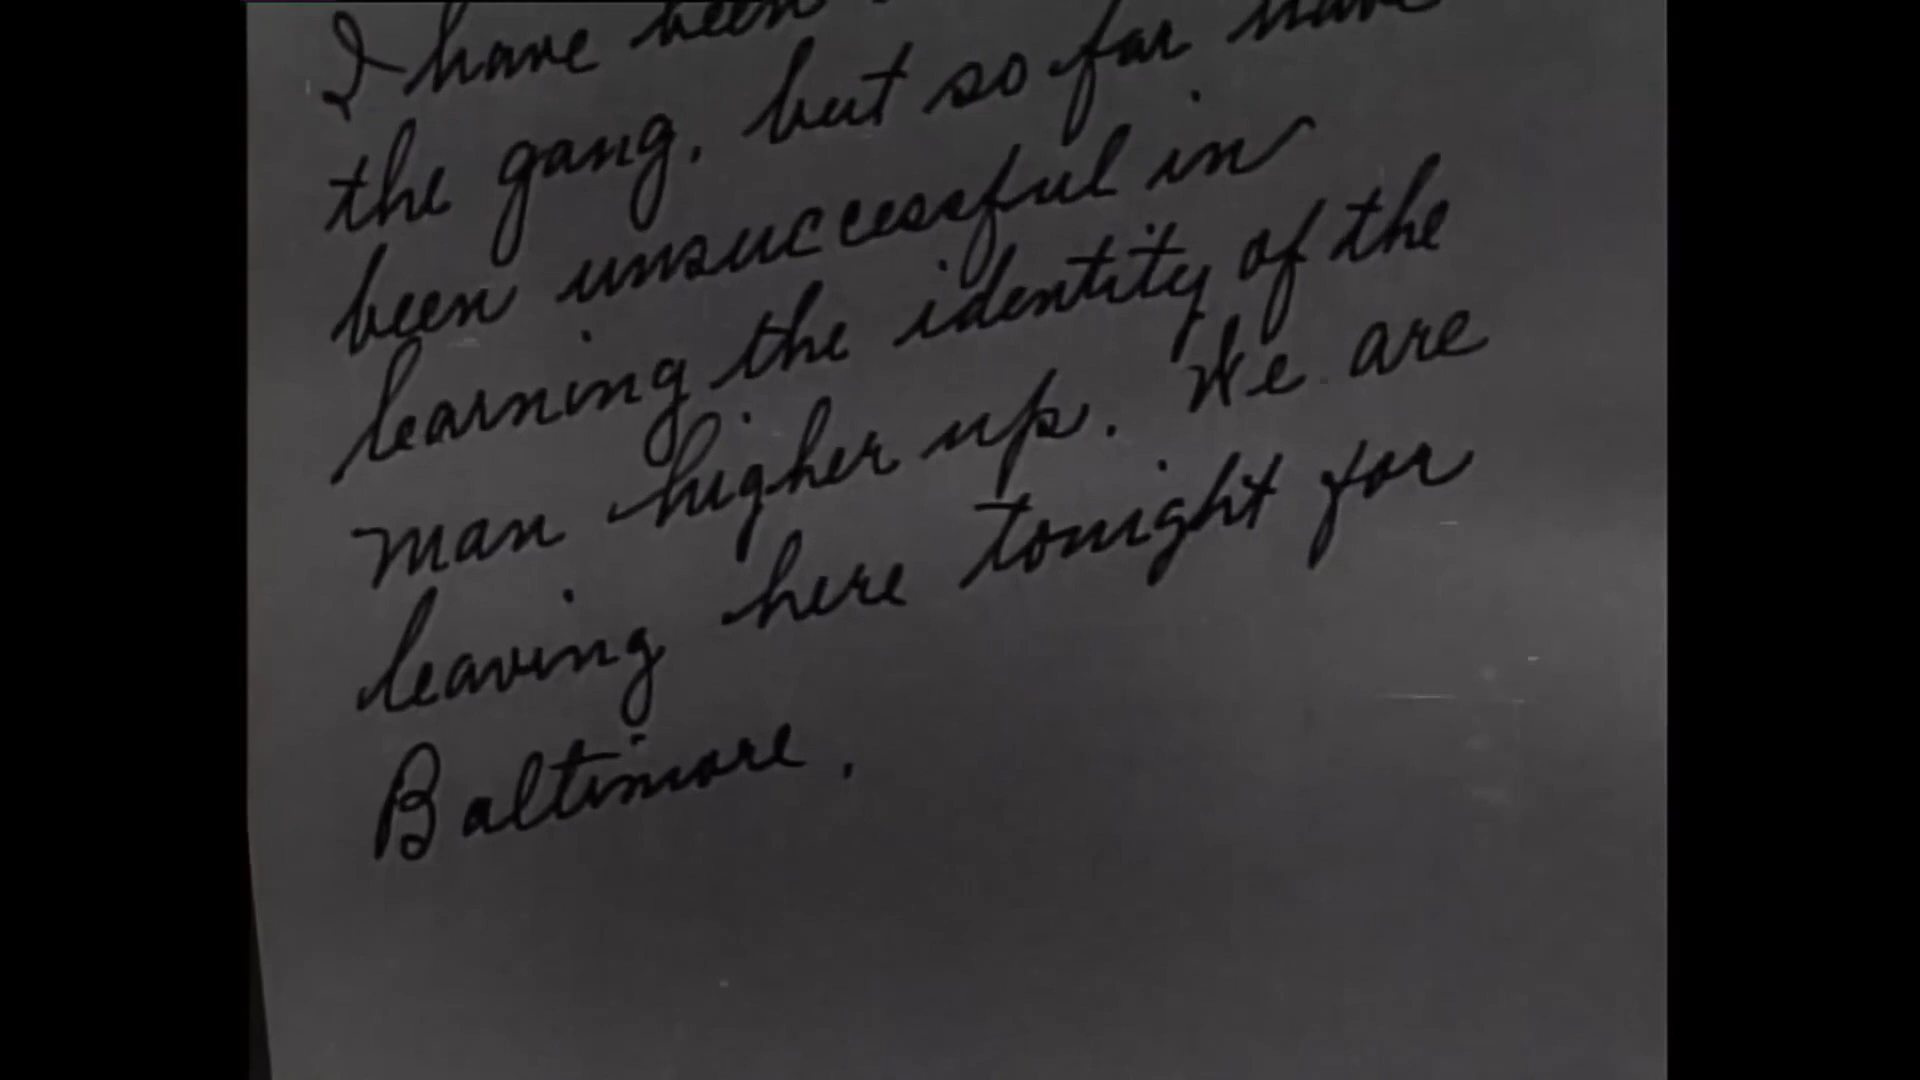 I have been
the gang, but so far have
been unsuccessful in
learning the identity of the
man higher up. We are
leaving here tonight for
Baltimore.